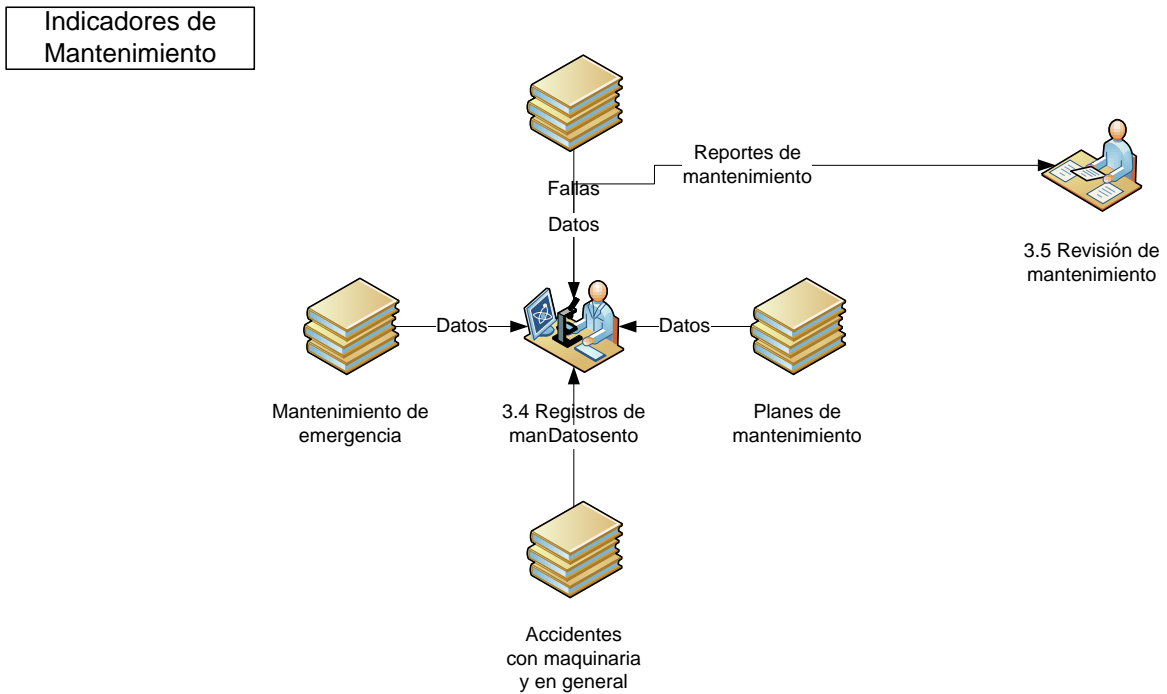 Indicadores de
Mantenimiento
Reportes de
mantenimiento
Fallas
Datos
3.5 Revisión de
mantenimiento
Datos
Datos
Mantenimiento de
emergencia
3.4 Registros de
manDatosento
Planes de
mantenimiento
Accidentes
con maquinaria
y en general